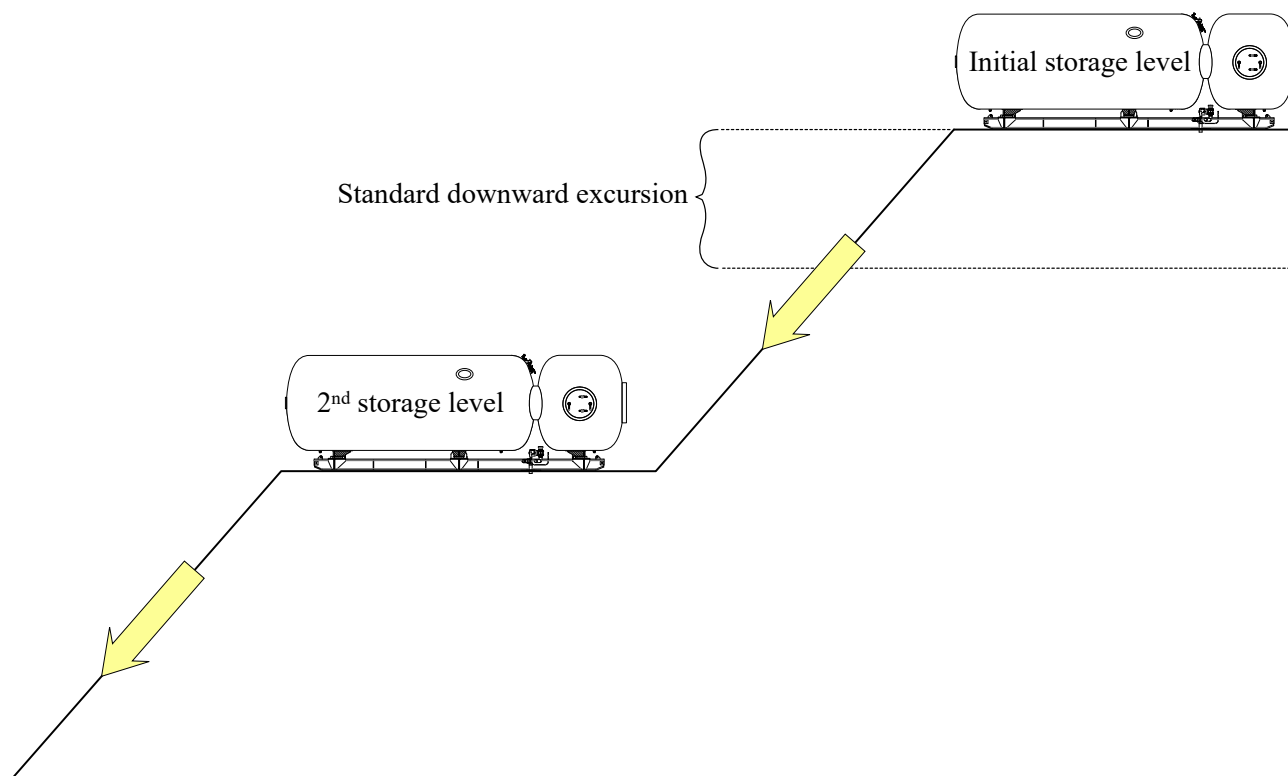 Initial storage level
Standard downward excursion
2nd storage level